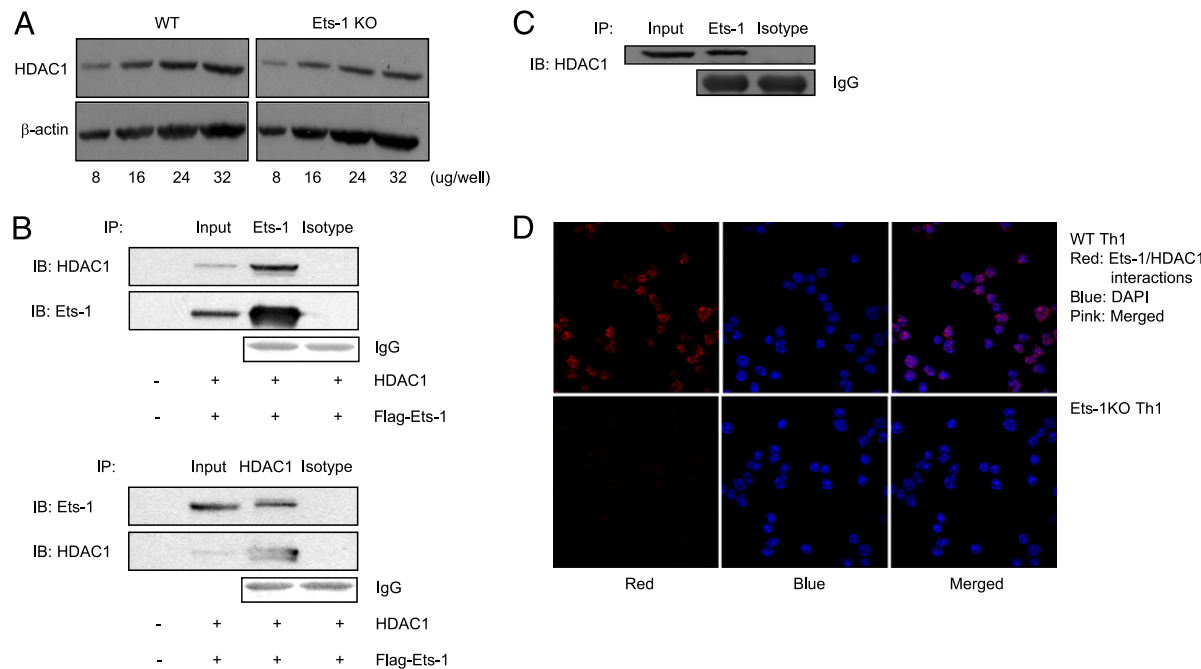 A
WT
Ets-1 KO
HDAC1
β-actin
8 16 24 32 8 16 24 32 (ug/well)
B
IP: Input Ets-1 Isotype
IB: HDAC1
IB: Ets-1
IgG
- + + + HDAC1
- + + + Flag-Ets-1
IP: Input HDAC1 Isotype
IB: Ets-1
IB: HDAC1
IgG
- + + + HDAC1
- + + + Flag-Ets-1
C
IP: Input Ets-1 Isotype
IB: HDAC1
IgG
D
WT Th1
Red: Ets-1/HDAC1
interactions
Blue: DAPI
Pink: Merged
Ets-1KO Th1
Red Blue Merged